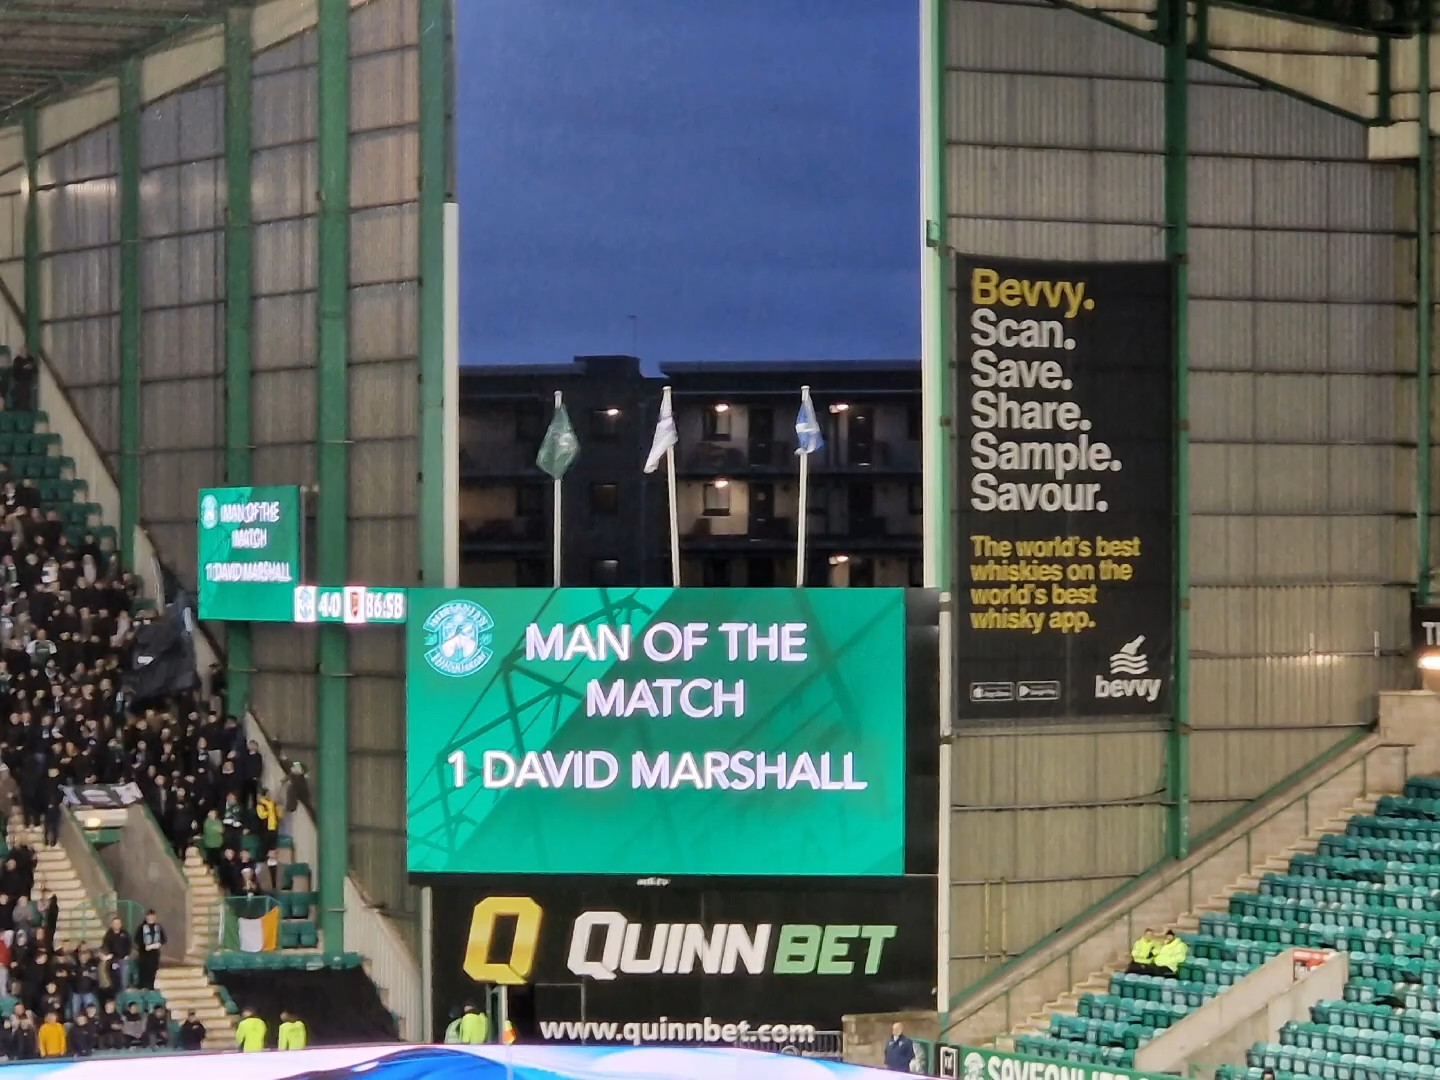 Bevvy.
Scan.
Save.
Share.
Sample.
Savour.
The world's best
whiskies on the
world's best
whisky app.
bevvy
MAN OF THE
MATCH
1 DAVID MARSHALL
4-0 86:58
HIBERNIAN
EDINBURGH
MAN OF THE
MATCH
1 DAVID MARSHALL
Q QUINNBET
www.quinnbet.com